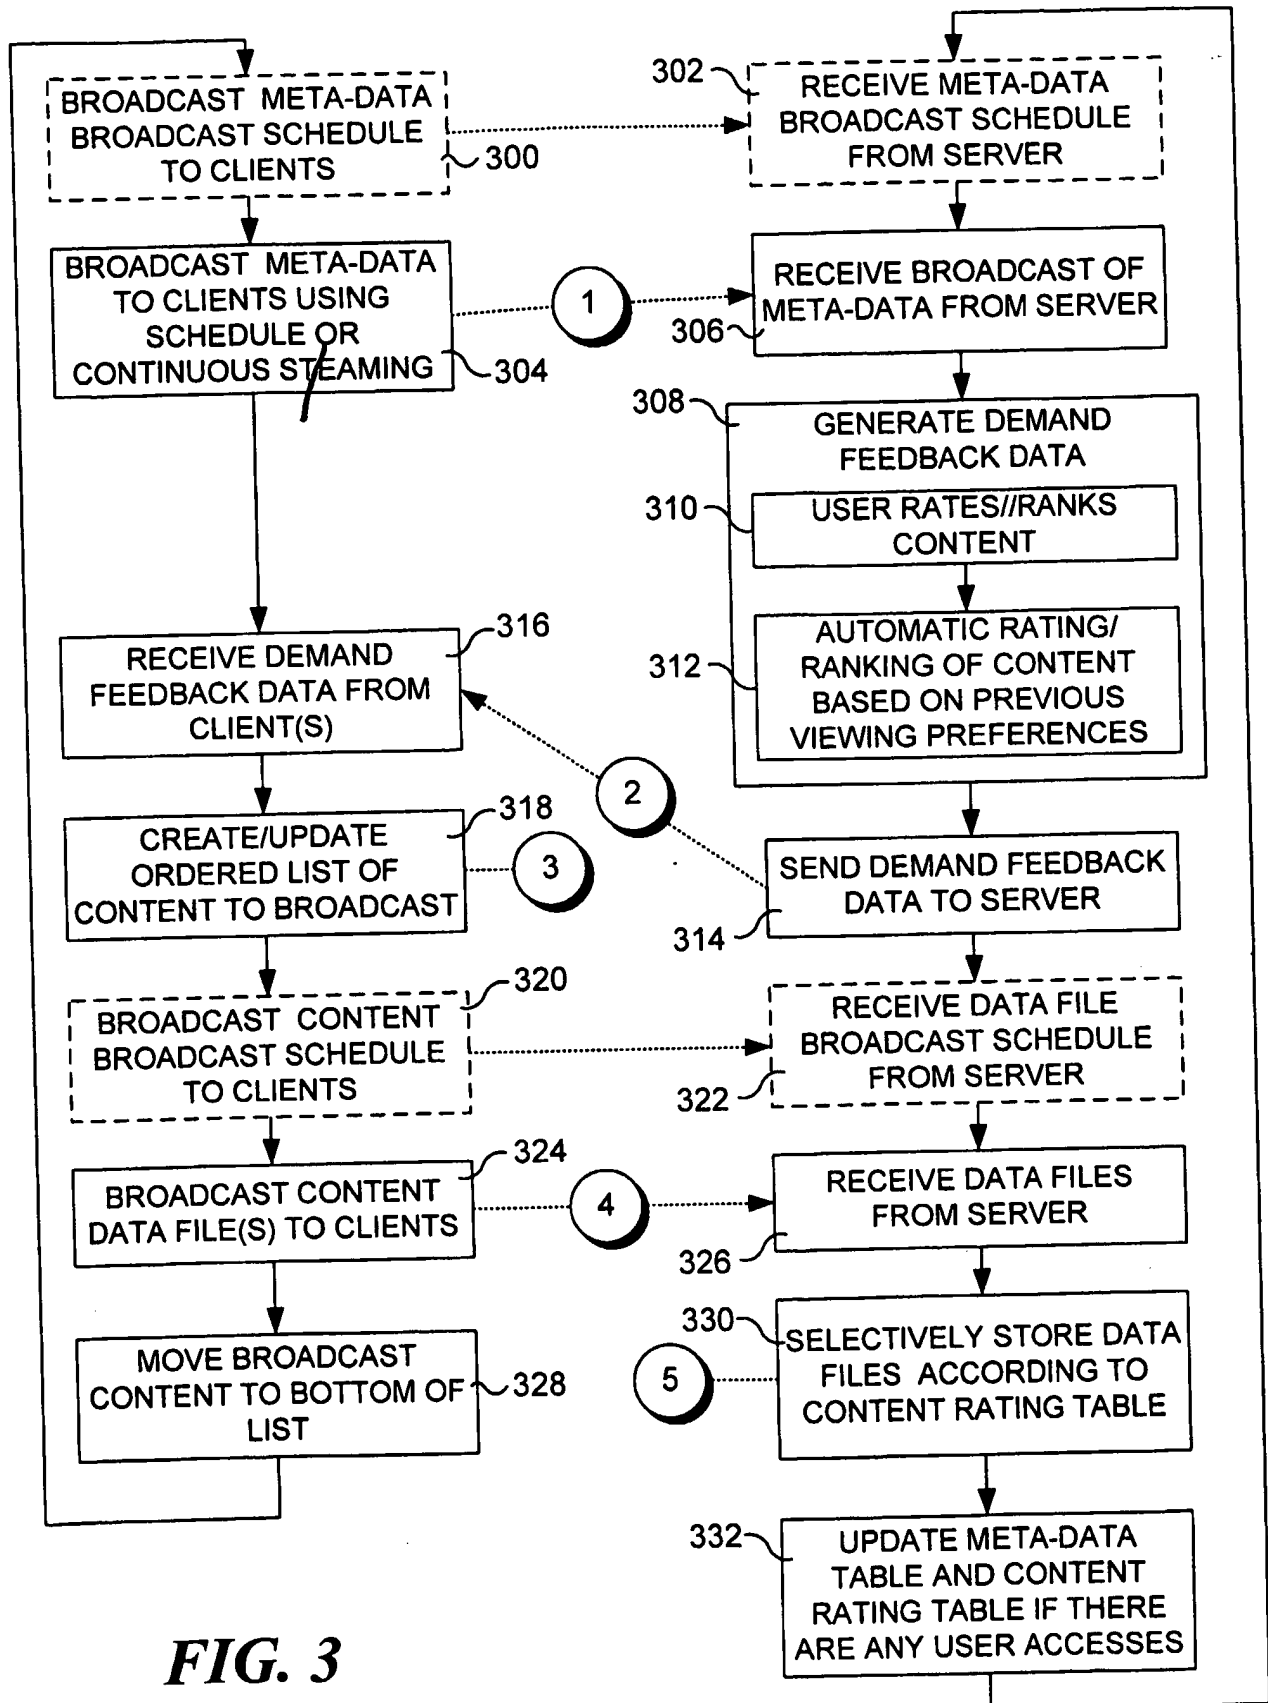 BROADCAST META-DATA
BROADCAST SCHEDULE
TO CLIENTS
300
302
RECEIVE META-DATA
BROADCAST SCHEDULE
FROM SERVER
BROADCAST META-DATA
TO CLIENTS USING
SCHEDULE OR
CONTINUOUS STEAMING
304
1
RECEIVE BROADCAST OF
META-DATA FROM SERVER
306
308
GENERATE DEMAND
FEEDBACK DATA
310
USER RATES//RANKS
CONTENT
312
AUTOMATIC RATING/
RANKING OF CONTENT
BASED ON PREVIOUS
VIEWING PREFERENCES
316
RECEIVE DEMAND
FEEDBACK DATA FROM
CLIENT(S)
2
318
CREATE/UPDATE
ORDERED LIST OF
CONTENT TO BROADCAST
3
SEND DEMAND FEEDBACK
DATA TO SERVER
314
320
BROADCAST CONTENT
BROADCAST SCHEDULE
TO CLIENTS
RECEIVE DATA FILE
BROADCAST SCHEDULE
FROM SERVER
322
324
BROADCAST CONTENT
DATA FILE(S) TO CLIENTS
4
RECEIVE DATA FILES
FROM SERVER
326
MOVE BROADCAST
CONTENT TO BOTTOM OF
LIST
328
330
SELECTIVELY STORE DATA
FILES ACCORDING TO
CONTENT RATING TABLE
5
332
UPDATE META-DATA
TABLE AND CONTENT
RATING TABLE IF THERE
ARE ANY USER ACCESSES
FIG. 3